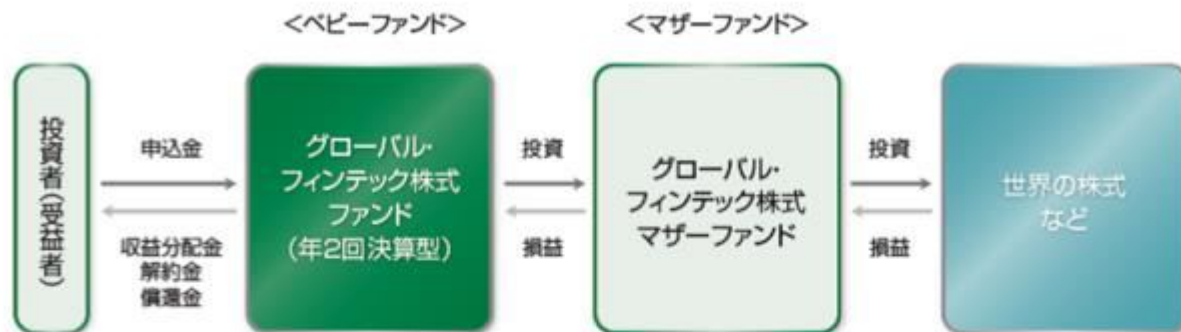 <ベビーファンド>
<マザーファンド>
投資者(受益者)
申込金
収益分配金
解約金
償還金
グローバル・
フィンテック株式
ファンド
(年2回決算型)
投資
損益
グローバル・
フィンテック株式
マザーファンド
投資
損益
世界の株式
など